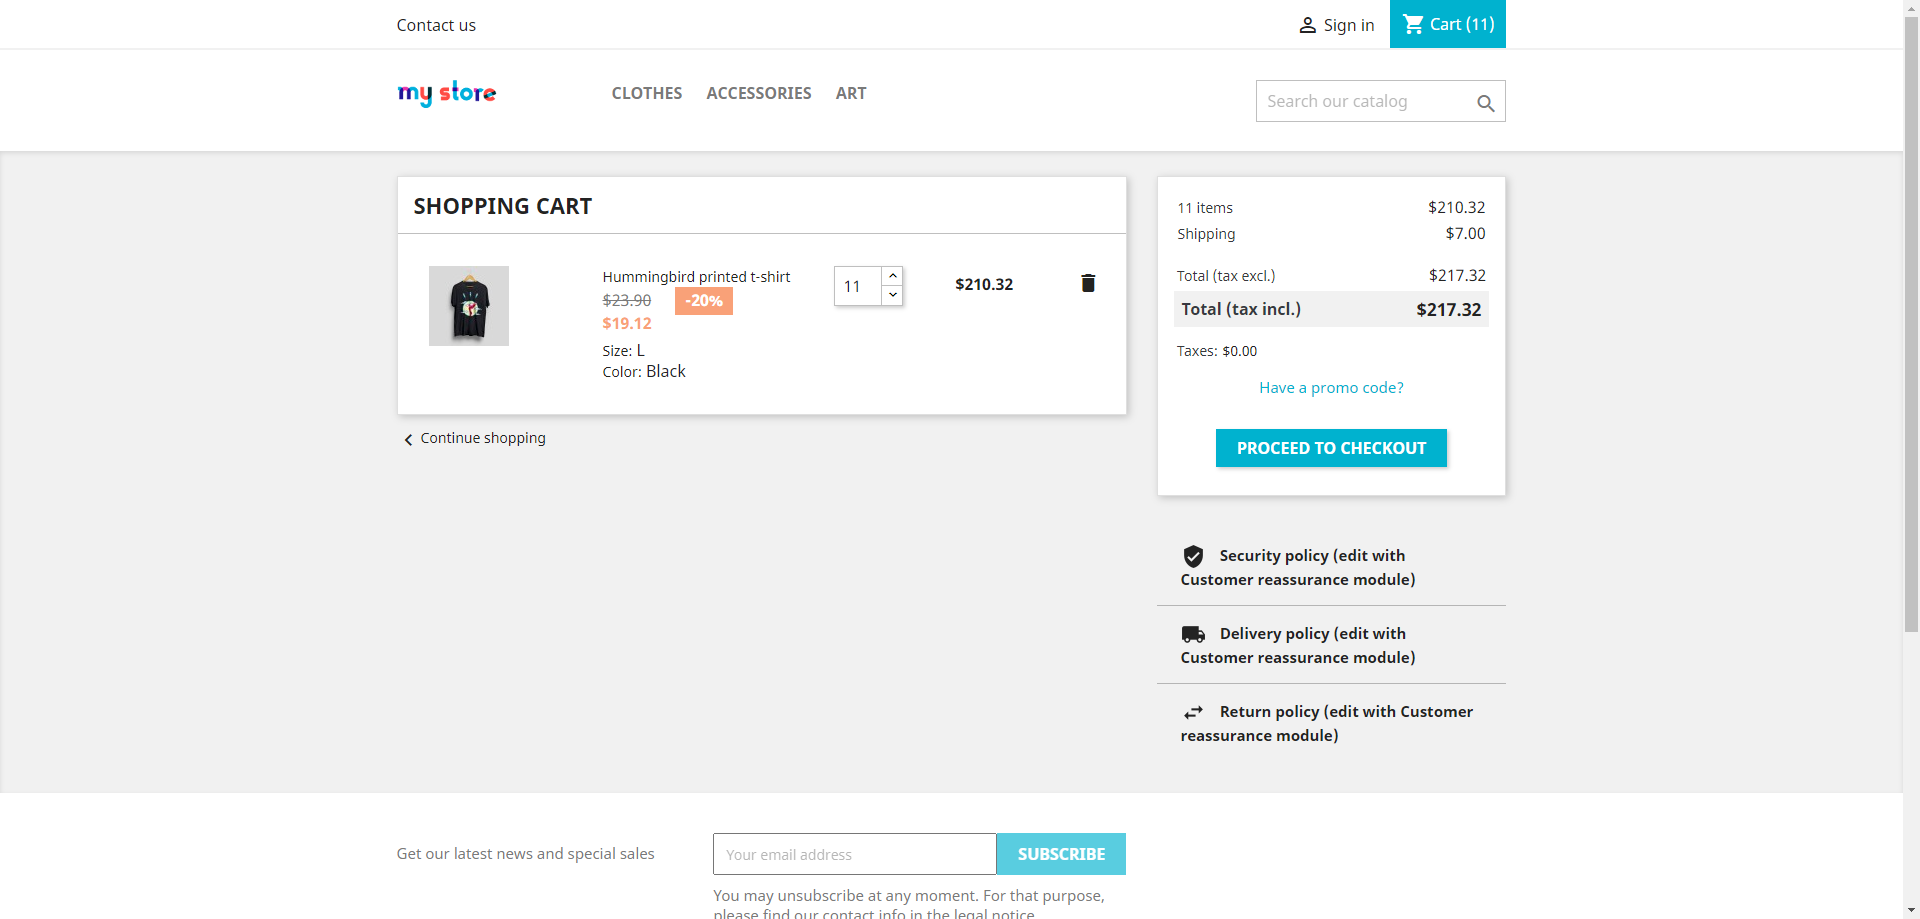 Contact us
Sign in
Cart (11)
my store
CLOTHES
ACCESSORIES
ART
Search our catalog
SHOPPING CART
Hummingbird printed t-shirt
$23.90 -20%
$19.12
Size: L
Color: Black
11
$210.32
Continue shopping
11 items $210.32
Shipping $7.00
Total (tax excl.) $217.32
Total (tax incl.) $217.32
Taxes: $0.00
Have a promo code?
PROCEED TO CHECKOUT
Security policy (edit with
Customer reassurance module)
Delivery policy (edit with
Customer reassurance module)
Return policy (edit with Customer
reassurance module)
Get our latest news and special sales
Your email address
SUBSCRIBE
You may unsubscribe at any moment. For that purpose,
please find our contact info in the legal notice.